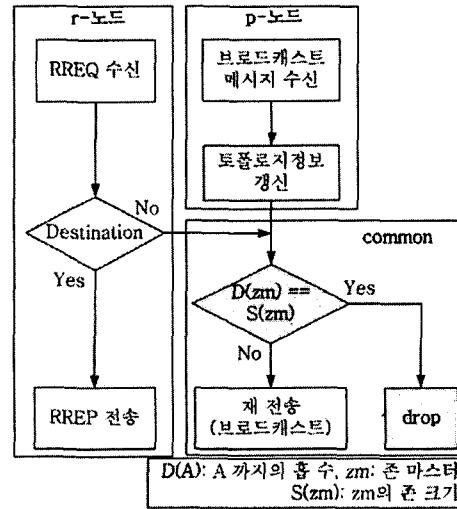 r-노드
RREQ 수신
Destination
No
Yes
RREP 전송
p-노드
브로드캐스트
메시지 수신
토폴로지정보
갱신
common
D(zm) ==
S(zm)
Yes
No
재 전송
(브로드캐스트)
drop
D(A): A 까지의 홉 수, zm: 존 마스터
S(zm): zm의 존 크기